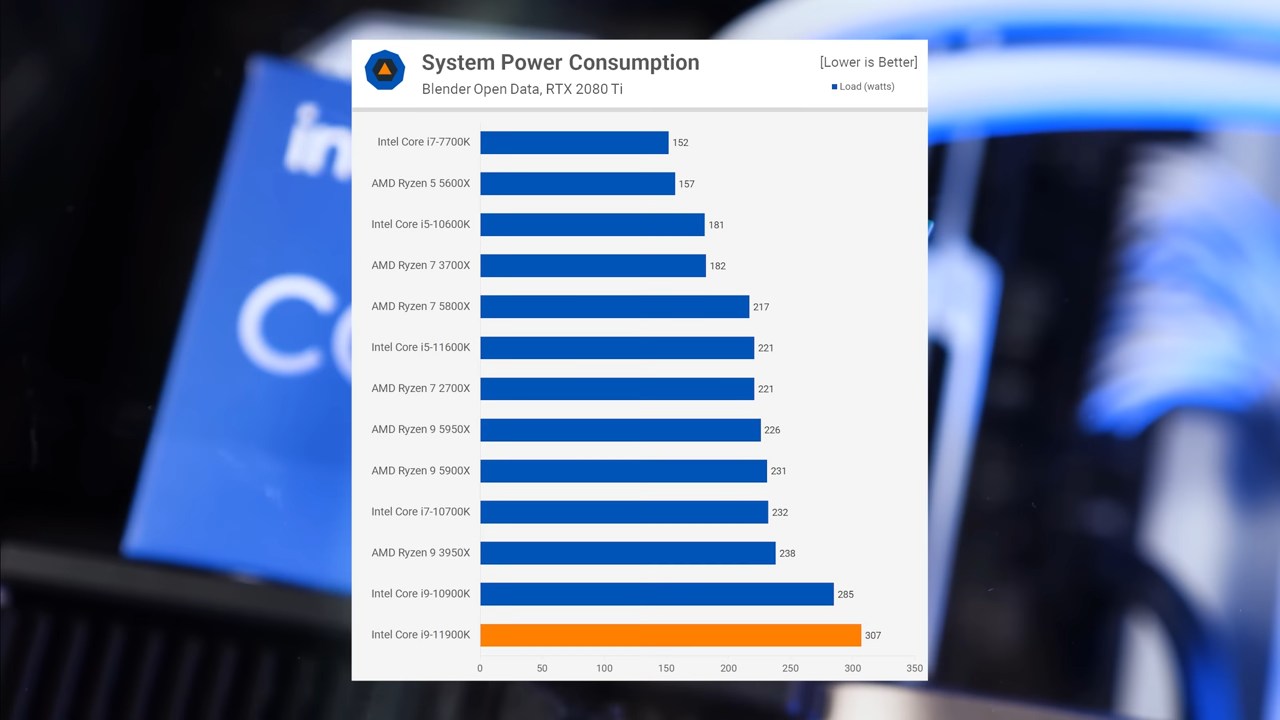 System Power Consumption
[Lower is Better]
Blender Open Data, RTX 2080 Ti
Load (watts)
Intel Core i7-7700K 152
AMD Ryzen 5 5600X 157
Intel Core i5-10600K 181
AMD Ryzen 7 3700X 182
AMD Ryzen 7 5800X 217
Intel Core i5-11600K 221
AMD Ryzen 7 2700X 221
AMD Ryzen 9 5950X 226
AMD Ryzen 9 5900X 231
Intel Core i7-10700K 232
AMD Ryzen 9 3950X 238
Intel Core i9-10900K 285
Intel Core i9-11900K 307
0 50 100 150 200 250 300 350
in
CO